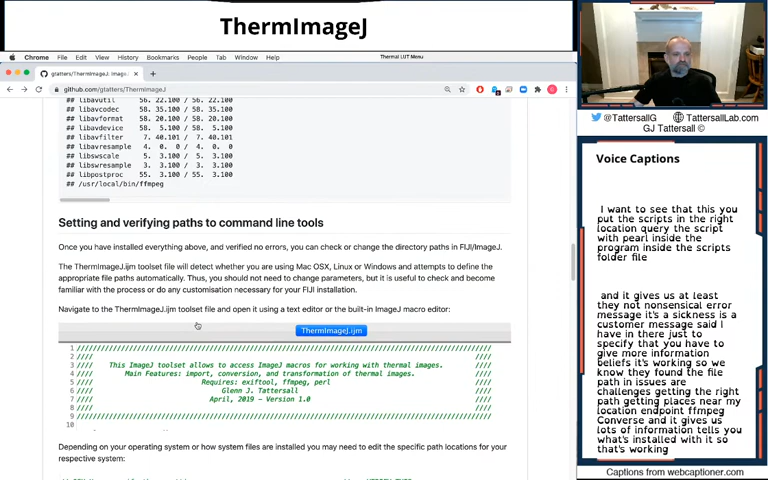 ThermImageJ
Chrome File Edit View History Bookmarks People Tab Window Help
Thermal LUT Menu
gtatters/ThermImageJ: ImageJ
github.com/gtatters/ThermImageJ
## libavutil 56. 22.100 / 56. 22.100
## libavcodec 58. 35.100 / 58. 35.100
## libavformat 58. 20.100 / 58. 20.100
## libavdevice 58. 5.100 / 58. 5.100
## libavfilter 7. 40.101 / 7. 40.101
## libavresample 4. 0. 0 / 4. 0. 0
## libswscale 5. 3.100 / 5. 3.100
## libswresample 3. 3.100 / 3. 3.100
## libpostproc 55. 3.100 / 55. 3.100
## /usr/local/bin/ffmpeg
Setting and verifying paths to command line tools
Once you have installed everything above, and verified no errors, you can check or change the directory paths in FIJI/ImageJ.
The ThermImageJ.ijm toolset file will detect whether you are using Mac OSX, Linux or Windows and attempts to define the
appropriate file paths automatically. Thus, you should not need to change parameters, but it is useful to check and become
familiar with the process or do any customisation necessary for your FIJI installation.
Navigate to the ThermImageJ.ijm toolset file and open it using a text editor or the built-in ImageJ macro editor:
ThermImageJ.ijm
1
2 //// ////
3 //// This ImageJ toolset allows to access ImageJ macros for working with thermal images. ////
4 //// Main Features: import, conversion, and transformation of thermal images. ////
5 //// Requires: exiftool, ffmpeg, perl ////
6 //// Glenn J. Tattersall ////
7 //// April, 2019 – Version 1.0 ////
8 //// ////
9
10
Depending on your operating system or how system files are installed you may need to edit the specific path locations for your
respective system:
@TattersallG TattersallLab.com
GJ Tattersall ©
Voice Captions
I want to see that this you
put the scripts in the right
location query the script
with pearl inside the
program inside the scripts
folder file
and it gives us at least
they not nonsensical error
message it's a sickness is a
customer message said I
have in there just to
specify that you have to
give more information
beliefs it's working so we
know they found the file
path in issues are
challenges getting the right
path getting places near my
location endpoint ffmpeg
Converse and it gives us
lots of information tells you
what's installed with it so
that's working
Captions from webcaptioner.com